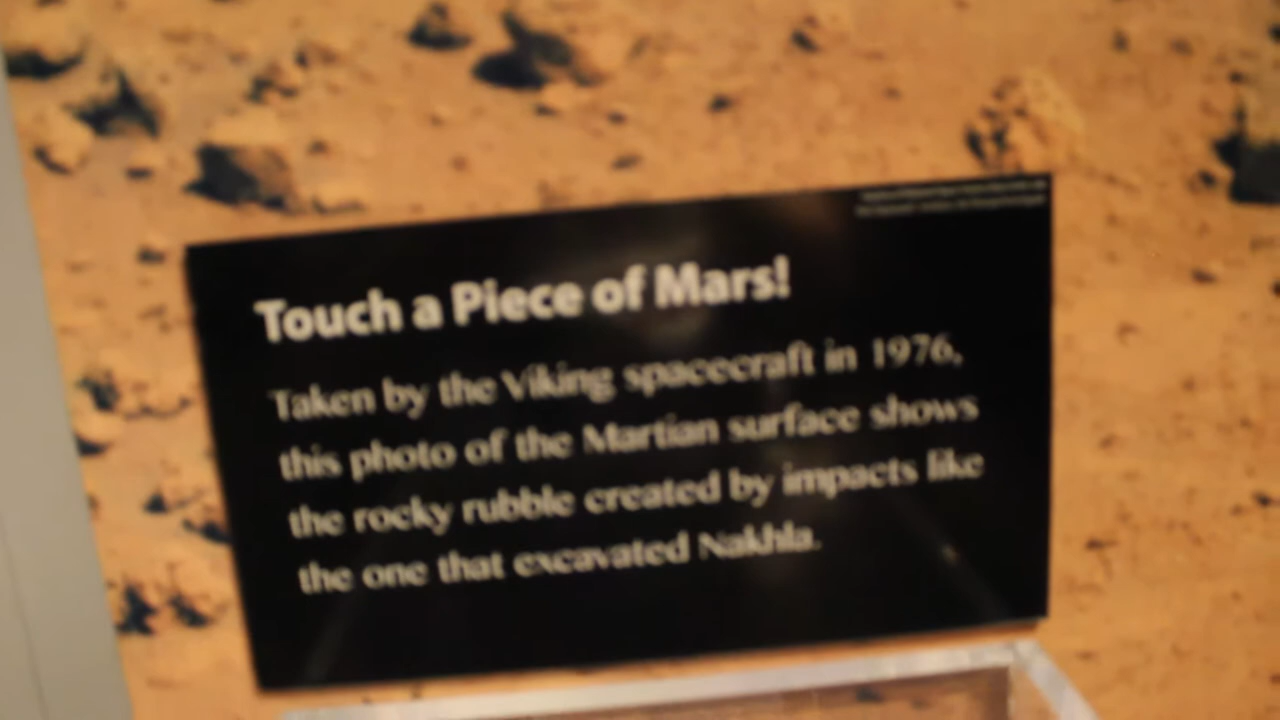 Touch a Piece of Mars!
Taken by the Viking spacecraft in 1976,
this photo of the Martian surface shows
the rocky rubble created by impacts like
the one that excavated Nakhla.